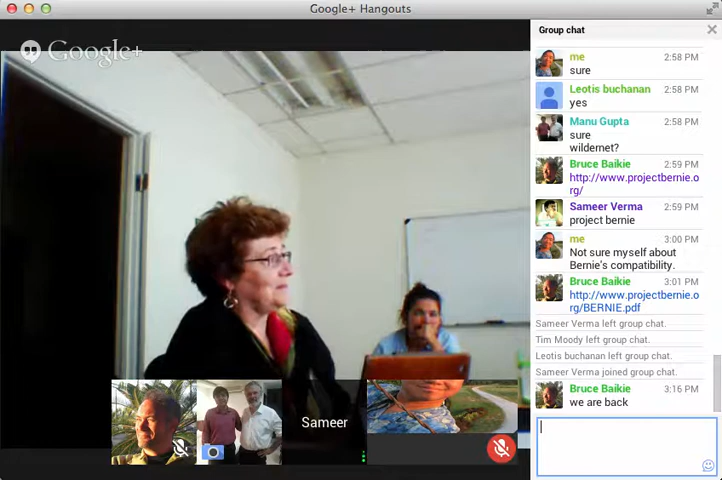 Google+ Hangouts
Google+
Group chat
me 2:58 PM
sure
Leotis buchanan 2:58 PM
yes
Manu Gupta 2:58 PM
sure
wildernet?
Bruce Baikie 2:59 PM
http://www.projectbernie.o
rg/
Sameer Verma 2:59 PM
project bernie
me 3:00 PM
Not sure myself about
Bernie's compatibility.
Bruce Baikie 3:01 PM
http://www.projectbernie.o
rg/BERNIE.pdf
Sameer Verma left group chat.
Tim Moody left group chat.
Leotis buchanan left group chat.
Sameer Verma joined group chat.
Bruce Baikie 3:16 PM
we are back
Sameer